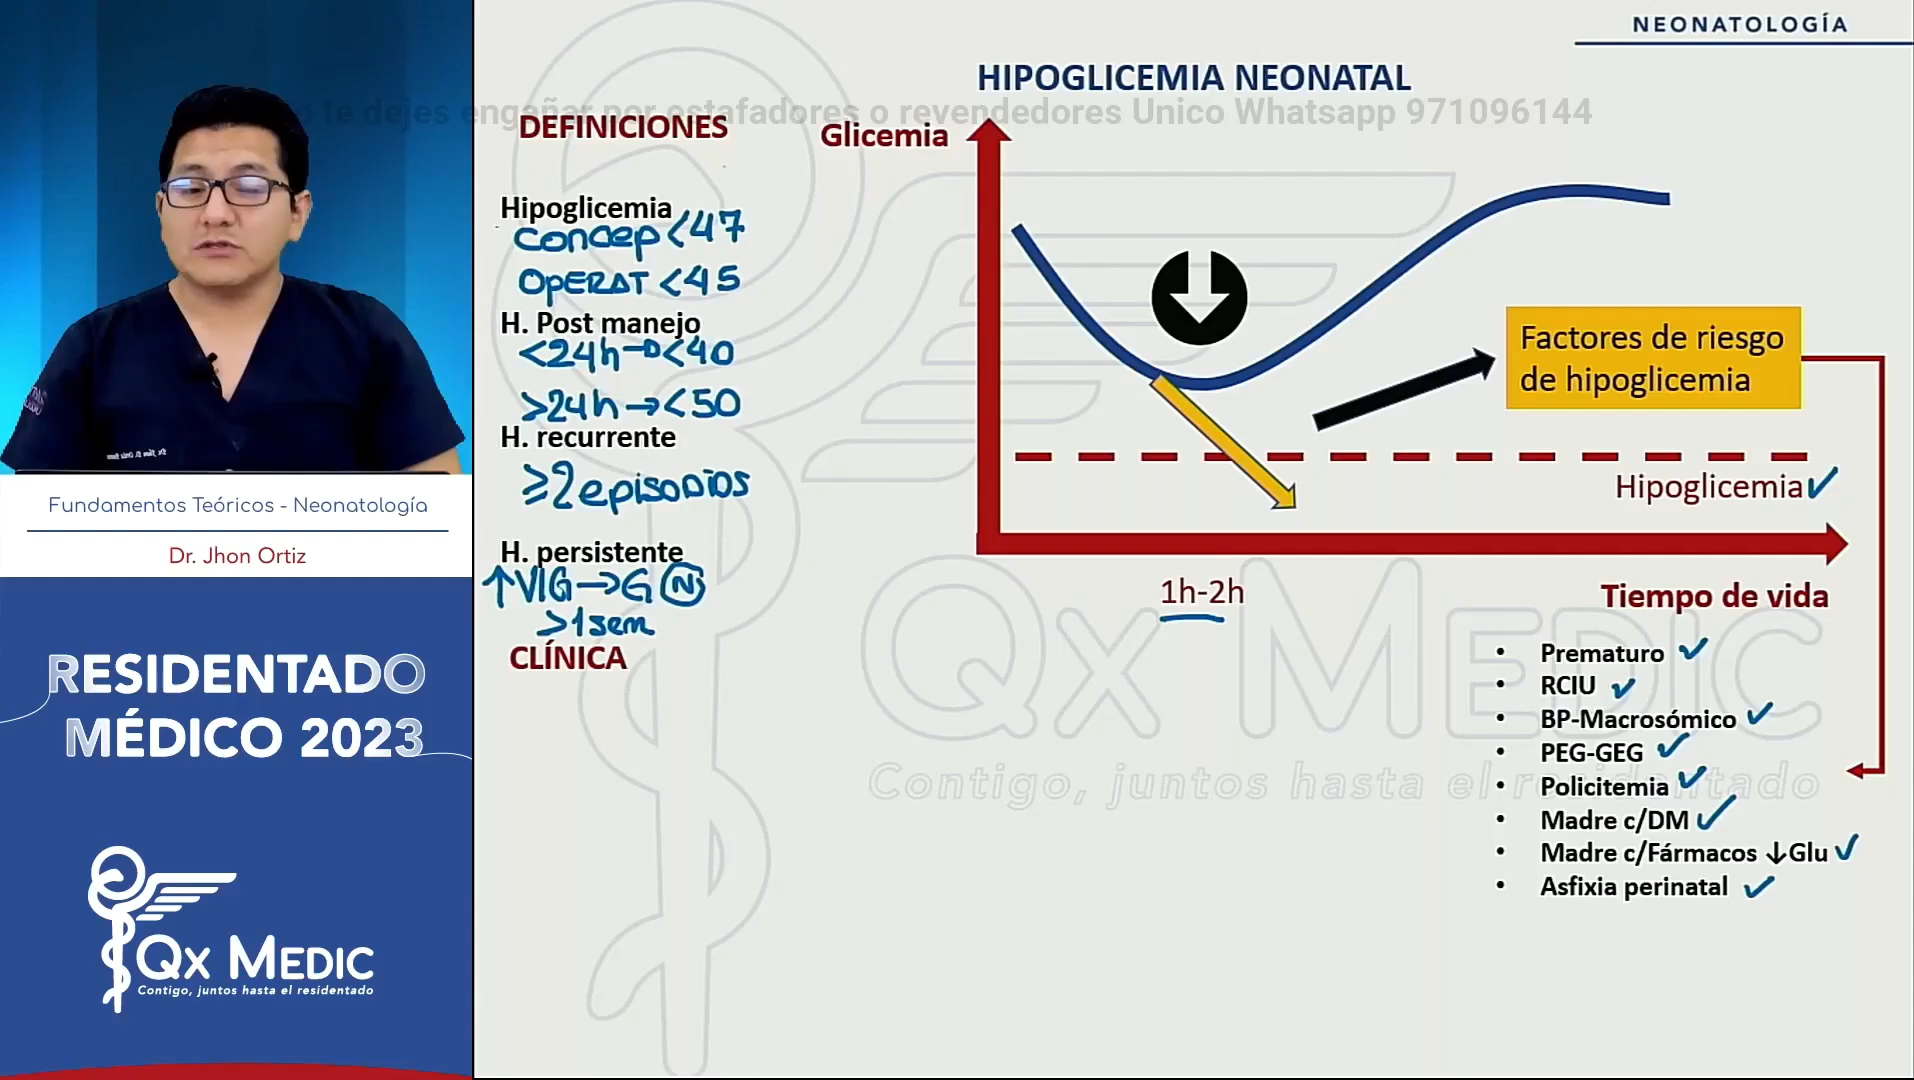 NEONATOLOGÍA
HIPOGLICEMIA NEONATAL
te dejes engañar por estafadores o revendedores Unico Whatsapp 971096144
DEFINICIONES
Glicemia
Hipoglicemia
Concep <47
OPERAT <45
H. Post manejo
<24h → <40
>24h → <50
H. recurrente
≥2 episodios
H. persistente
↑VIG → G N
>1 sem
CLÍNICA
Factores de riesgo
de hipoglicemia
Hipoglicemia
1h-2h
Tiempo de vida
• Prematuro
• RCIU
• BP-Macrosómico
• PEG-GEG
• Policitemia
• Madre c/DM
• Madre c/Fármacos ↓Glu
• Asfixia perinatal
Qx MEDIC
Contigo, juntos hasta el residentado
Fundamentos Teóricos - Neonatología
Dr. Jhon Ortiz
RESIDENTADO
MÉDICO 2023
Qx MEDIC
Contigo, juntos hasta el residentado